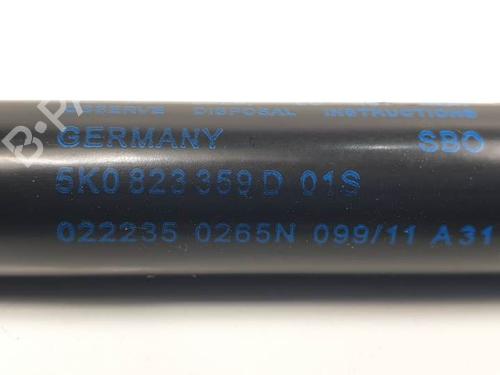 OBSERVE DISPOSAL INSTRUCTIONS
GERMANY SBO
5K0 823 359 D 01S
022235 0265N 099/11 A31